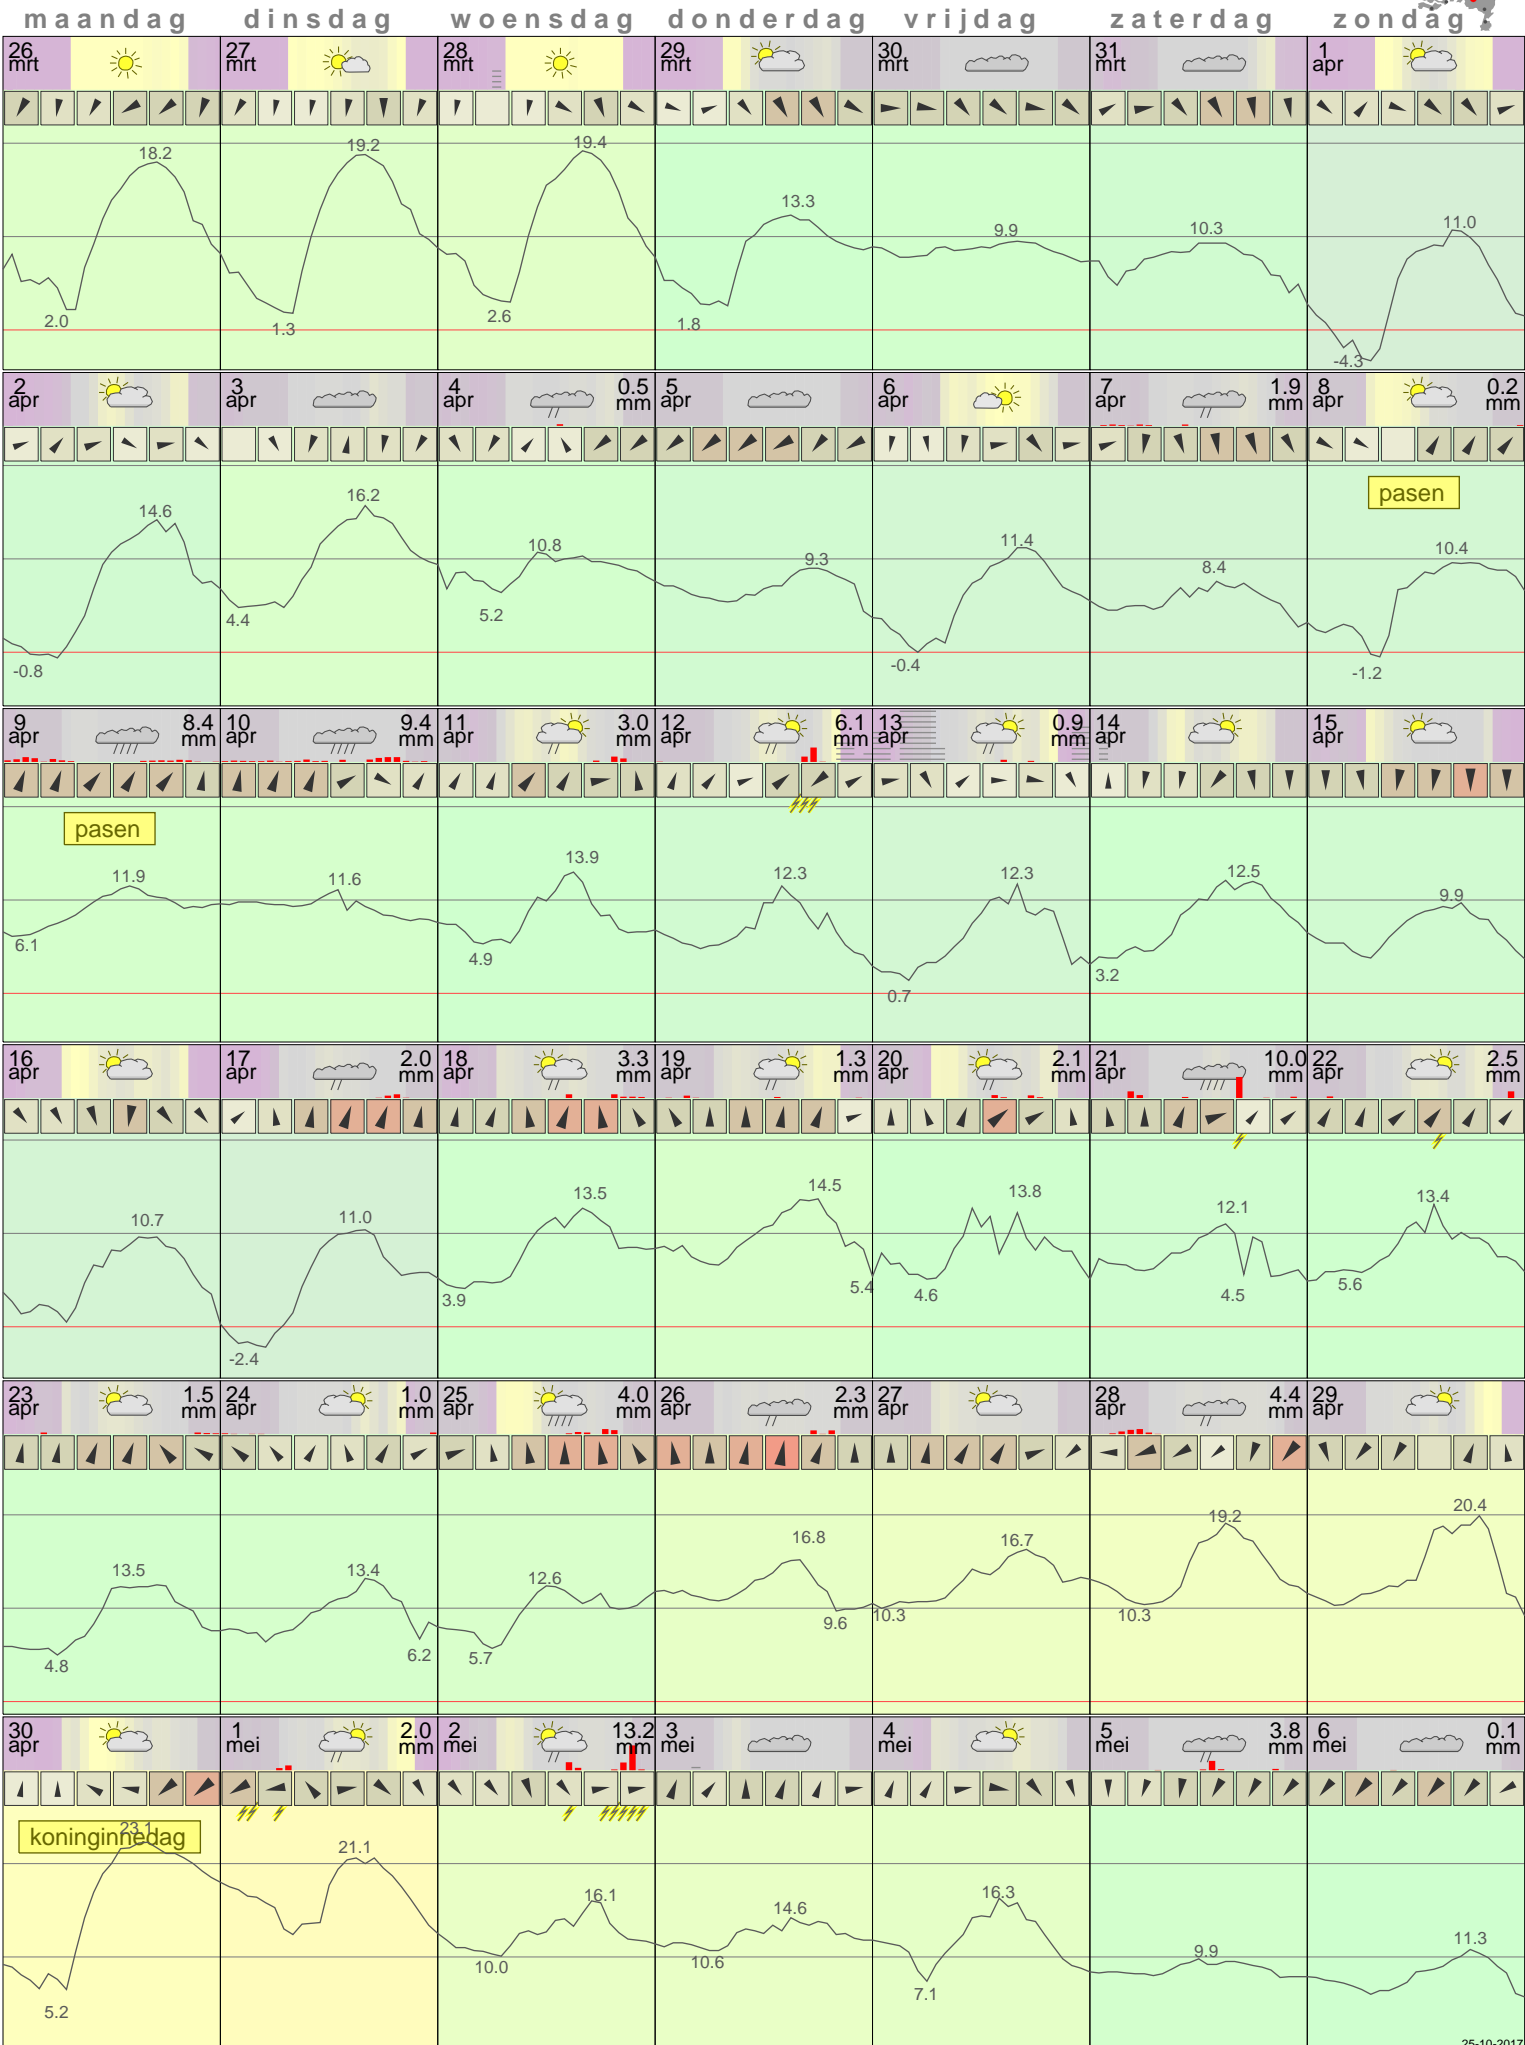 maandag dinsdag woensdag donderdag vrijdag zaterdag zondag
26 27 28 29 30 31 1
mrt mrt mrt mrt mrt mrt apr
18.2 19.2 19.4 13.3 9.9 10.3 11.0
2.0 1.3 2.6 1.8 -4.3
2 3 4 0.5 5 6 7 1.9 8 0.2
apr apr apr mm apr apr apr mm apr mm
pasen
14.6 16.2 10.8 9.3 11.4 8.4 10.4
-0.8 4.4 5.2 -0.4 -1.2
9 8.4 10 9.4 11 3.0 12 6.1 13 0.9 14 15
apr mm apr mm apr mm apr mm apr mm apr apr
pasen
11.9 11.6 13.9 12.3 12.3 12.5 9.9
6.1 4.9 0.7 3.2
16 17 2.0 18 3.3 19 1.3 20 2.1 21 10.0 22 2.5
apr apr mm apr mm apr mm apr mm apr mm apr mm
10.7 11.0 13.5 14.5 13.8 12.1 13.4
-2.4 3.9 5.4 4.6 4.5 5.6
23 1.5 24 1.0 25 4.0 26 2.3 27 28 4.4 29
apr mm apr mm apr mm apr mm apr apr mm apr
13.5 13.4 12.6 16.8 16.7 19.2 20.4
4.8 6.2 5.7 9.6 10.3 10.3
30 1 2.0 2 13.2 3 4 5 3.8 6 0.1
apr mei mm mei mm mei mei mei mm mei mm
koninginnedag
23.1 21.1 16.1 14.6 16.3 9.9 11.3
5.2 10.0 10.6 7.1
25-10-2017